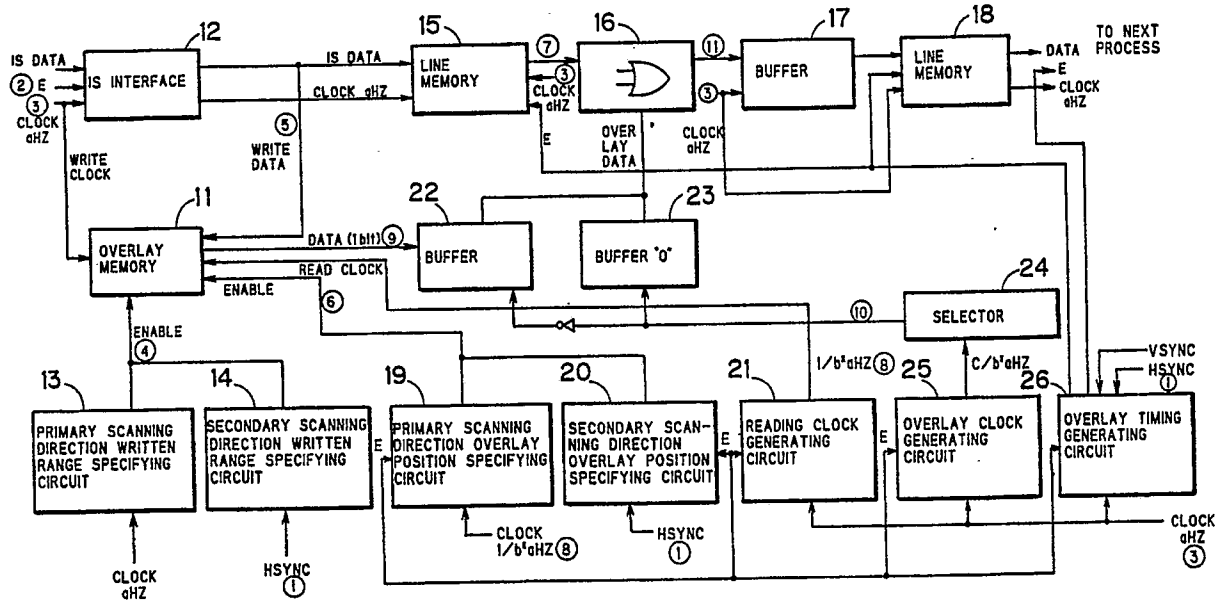 12
15
16
17
18
TO NEXT
PROCESS
IS DATA
② E
③
CLOCK
aHZ
IS INTERFACE
IS DATA
CLOCK aHZ
LINE
MEMORY
⑦
③
CLOCK
aHZ
E
⑪
BUFFER
③
CLOCK
aHZ
LINE
MEMORY
DATA
E
CLOCK
aHZ
WRITE
CLOCK
⑤
WRITE
DATA
OVER
LAY
DATA
11
OVERLAY
MEMORY
DATA (1bit) ⑨
READ CLOCK
ENABLE
⑥
22
BUFFER
23
BUFFER "0"
24
SELECTOR
⑩
ENABLE
④
1/b²aHZ ⑧
C/b²aHZ
VSYNC
HSYNC
①
13
PRIMARY SCANNING
DIRECTION WRITTEN
RANGE SPECIFYING
CIRCUIT
14
SECONDARY SCANNING
DIRECTION WRITTEN
RANGE SPECIFYING
CIRCUIT
19
E
PRIMARY SCANNING
DIRECTION OVERLAY
POSITION SPECIFYING
CIRCUIT
20
SECONDARY SCAN-
NING DIRECTION
OVERLAY POSITION
SPECIFYING CIRCUIT
21
E
READING CLOCK
GENERATING
CIRCUIT
25
E
OVERLAY CLOCK
GENERATING
CIRCUIT
26
OVERLAY TIMING
GENERATING
CIRCUIT
CLOCK
aHZ
HSYNC
①
CLOCK
1/b²aHZ ⑧
HSYNC
①
CLOCK
aHZ
③